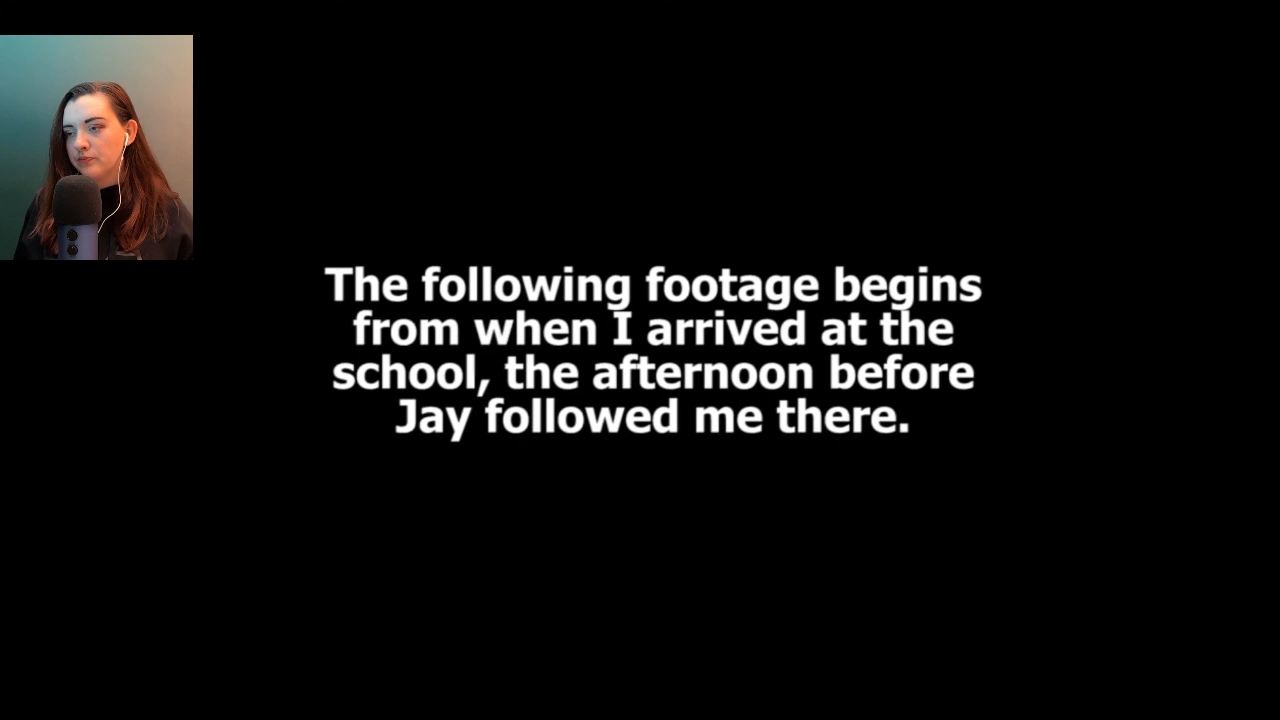 The following footage begins
from when I arrived at the
school, the afternoon before
Jay followed me there.